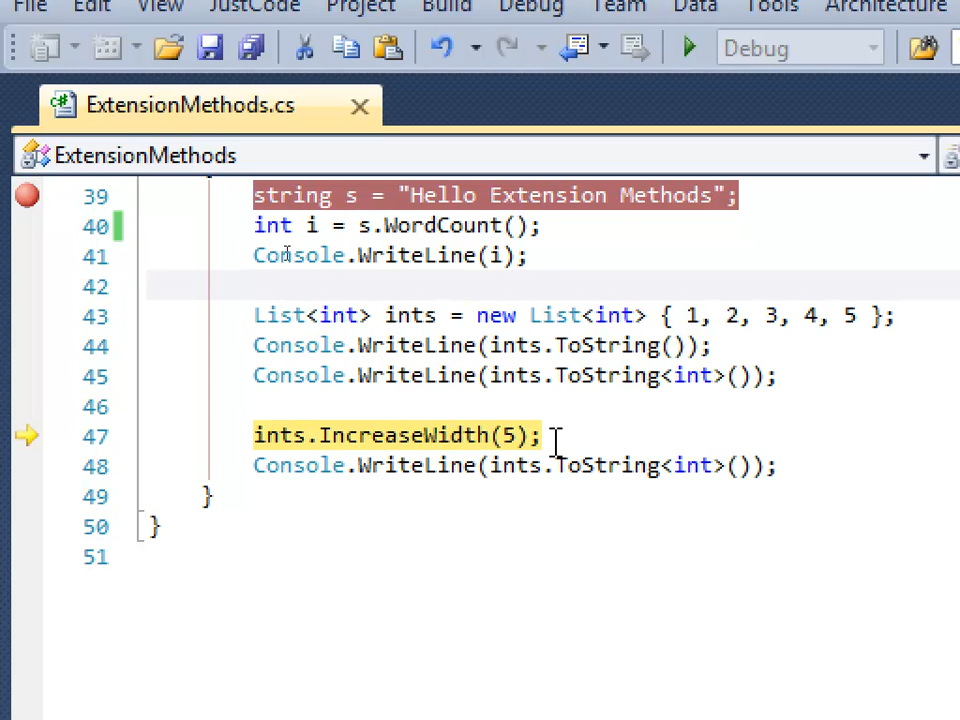 File Edit View JustCode Project Build Debug Team Data Tools Architecture
Debug
ExtensionMethods.cs
ExtensionMethods
39 string s = "Hello Extension Methods";
40 int i = s.WordCount();
41 Console.WriteLine(i);
42
43 List<int> ints = new List<int> { 1, 2, 3, 4, 5 };
44 Console.WriteLine(ints.ToString());
45 Console.WriteLine(ints.ToString<int>());
46
47 ints.IncreaseWidth(5);
48 Console.WriteLine(ints.ToString<int>());
49 }
50 }
51